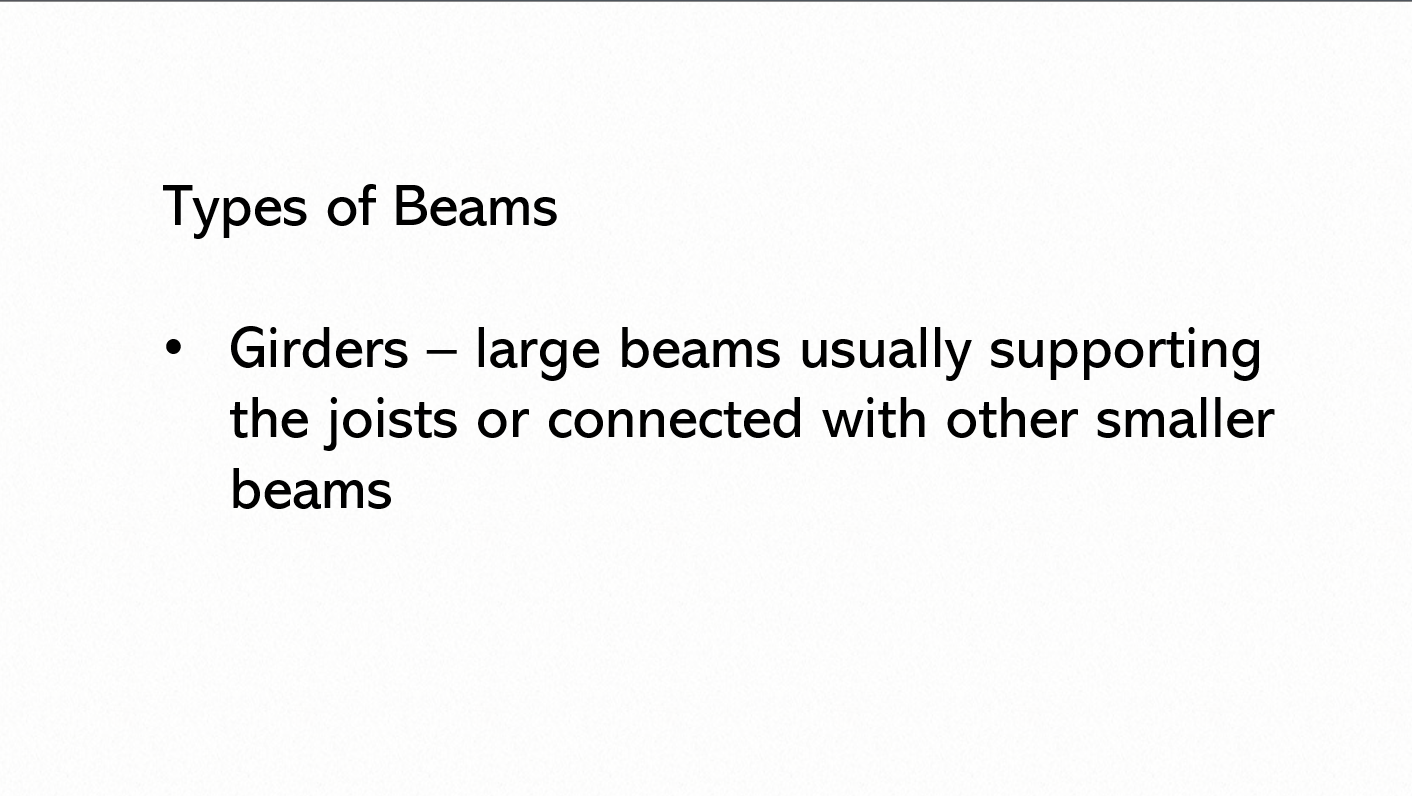 Types of Beams
• Girders – large beams usually supporting
the joists or connected with other smaller
beams